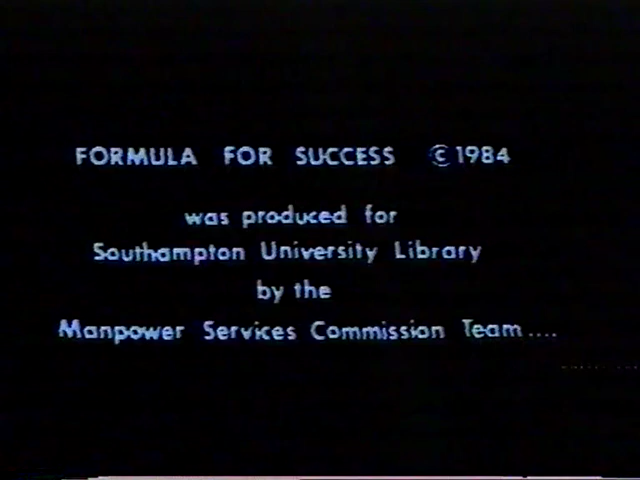 FORMULA FOR SUCCESS ©1984
was produced for
Southampton University Library
by the
Manpower Services Commission Team....